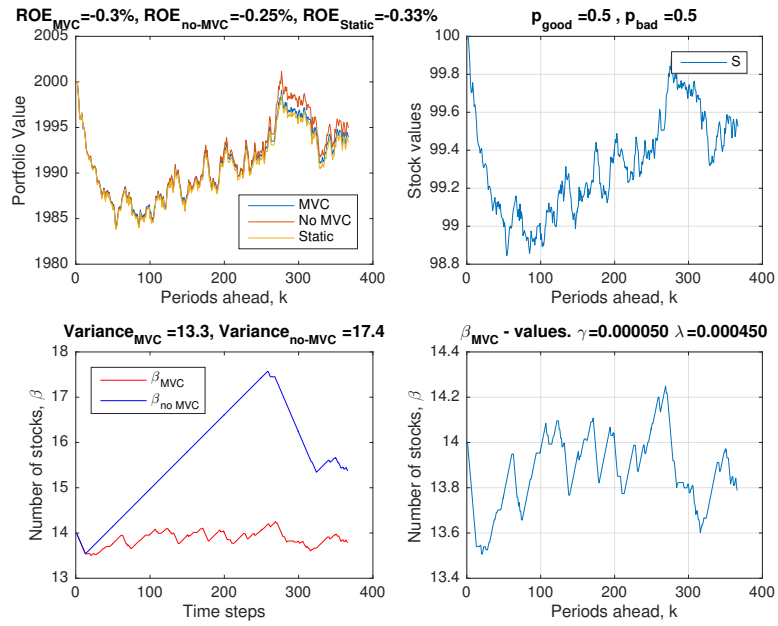 ROE_MVC=-0.3%, ROE_no-MVC=-0.25%, ROE_Static=-0.33%
2005
2000
1995
1990
1985
1980
Portfolio Value
MVC
No MVC
Static
0 100 200 300 400
Periods ahead, k
p_good =0.5 , p_bad =0.5
100
99.8
99.6
99.4
99.2
99
98.8
Stock values
S
0 100 200 300 400
Periods ahead, k
Variance_MVC =13.3, Variance_no-MVC =17.4
18
17
16
15
14
13
Number of stocks, β
β_MVC
β_no MVC
0 100 200 300 400
Time steps
β_MVC - values. γ=0.000050 λ=0.000450
14.4
14.2
14
13.8
13.6
13.4
Number of stocks, β
0 100 200 300 400
Periods ahead, k